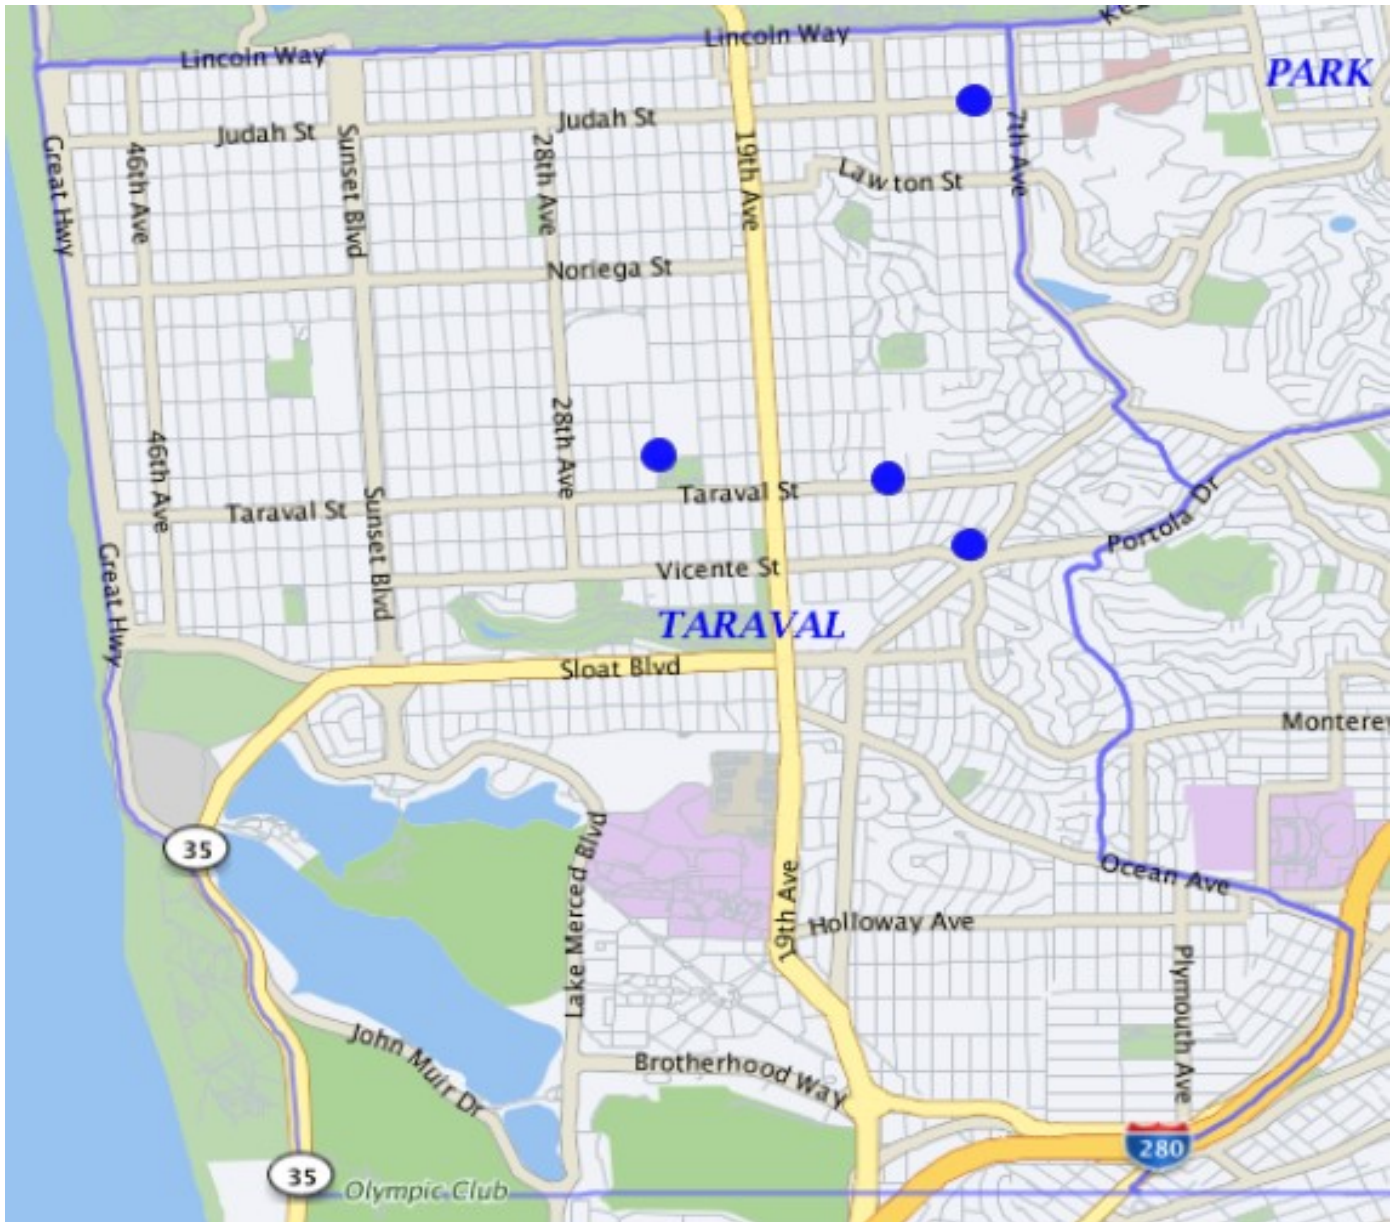 Lincoln Way
Lincoln Way
PARK
Judah St
Judah St
Great Hwy
46th Ave
Sunset Blvd
28th Ave
19th Ave
7th Ave
Lawton St
Noriega St
46th Ave
28th Ave
Taraval St
Taraval St
Sunset Blvd
Portola Dr
Great Hwy
Vicente St
TARAVAL
Sloat Blvd
35
Lake Merced Blvd
19th Ave
Ocean Ave
Holloway Ave
Plymouth Ave
John Muir Dr
Brotherhood Way
280
35
Olympic Club